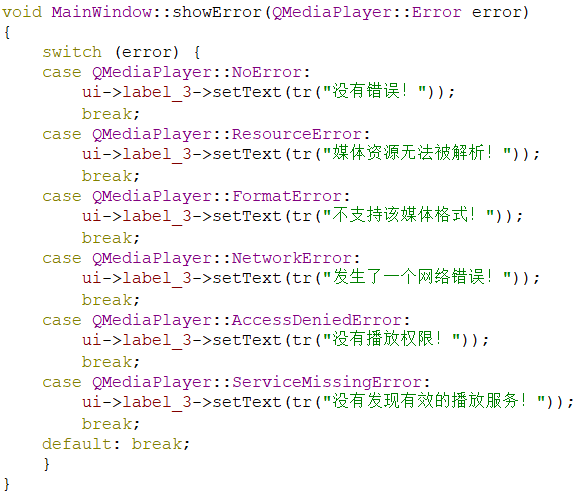 void MainWindow::showError(QMediaPlayer::Error error)
{
    switch (error) {
    case QMediaPlayer::NoError:
        ui->label_3->setText(tr("没有错误！"));
        break;
    case QMediaPlayer::ResourceError:
        ui->label_3->setText(tr("媒体资源无法被解析！"));
        break;
    case QMediaPlayer::FormatError:
        ui->label_3->setText(tr("不支持该媒体格式！"));
        break;
    case QMediaPlayer::NetworkError:
        ui->label_3->setText(tr("发生了一个网络错误！"));
        break;
    case QMediaPlayer::AccessDeniedError:
        ui->label_3->setText(tr("没有播放权限！"));
        break;
    case QMediaPlayer::ServiceMissingError:
        ui->label_3->setText(tr("没有发现有效的播放服务！"));
        break;
    default: break;
    }
}